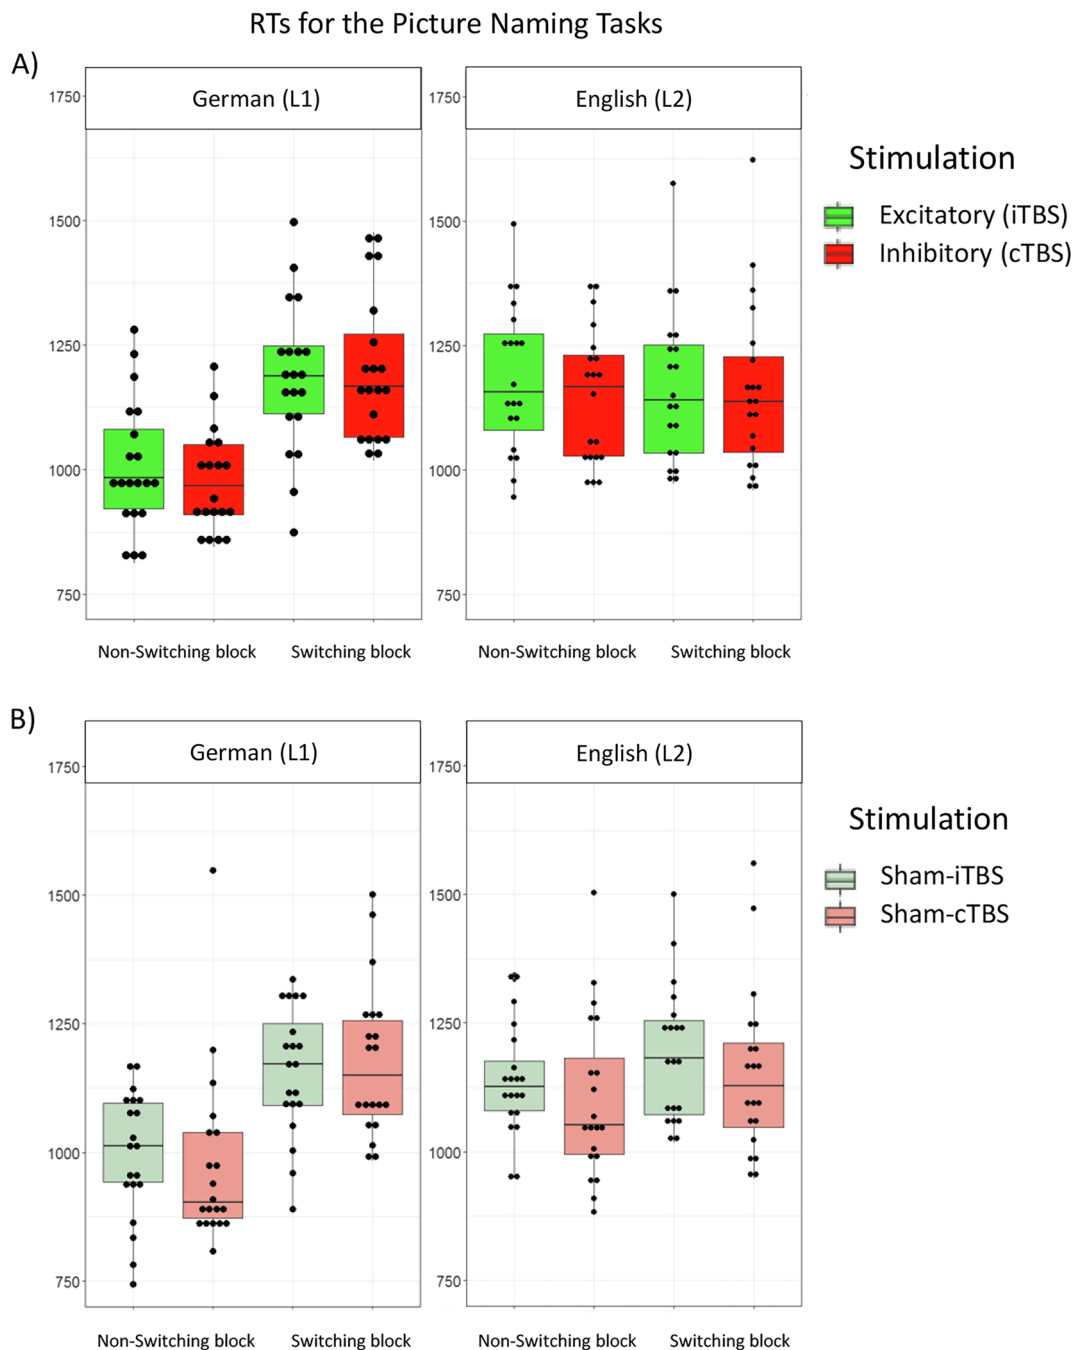 RTs for the Picture Naming Tasks
A)
German (L1)
English (L2)
1750
1500
1250
1000
750
1750
1500
1250
1000
750
Non-Switching block
Switching block
Non-Switching block
Switching block
Stimulation
Excitatory (iTBS)
Inhibitory (cTBS)
B)
German (L1)
English (L2)
1750
1500
1250
1000
750
1750
1500
1250
1000
750
Non-Switching block
Switching block
Non-Switching block
Switching block
Stimulation
Sham-iTBS
Sham-cTBS